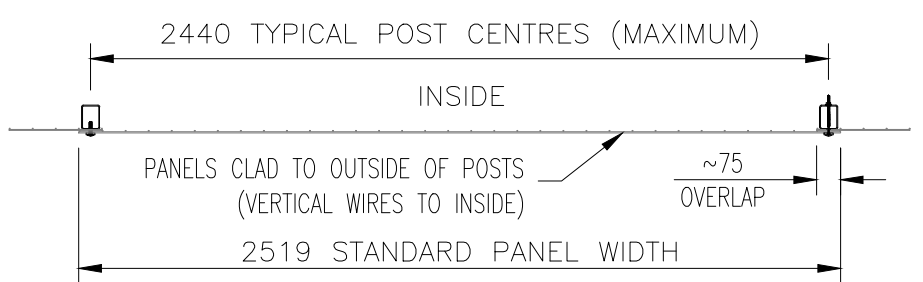 2440 TYPICAL POST CENTRES (MAXIMUM)
INSIDE
PANELS CLAD TO OUTSIDE OF POSTS
(VERTICAL WIRES TO INSIDE)
~75
OVERLAP
2519 STANDARD PANEL WIDTH